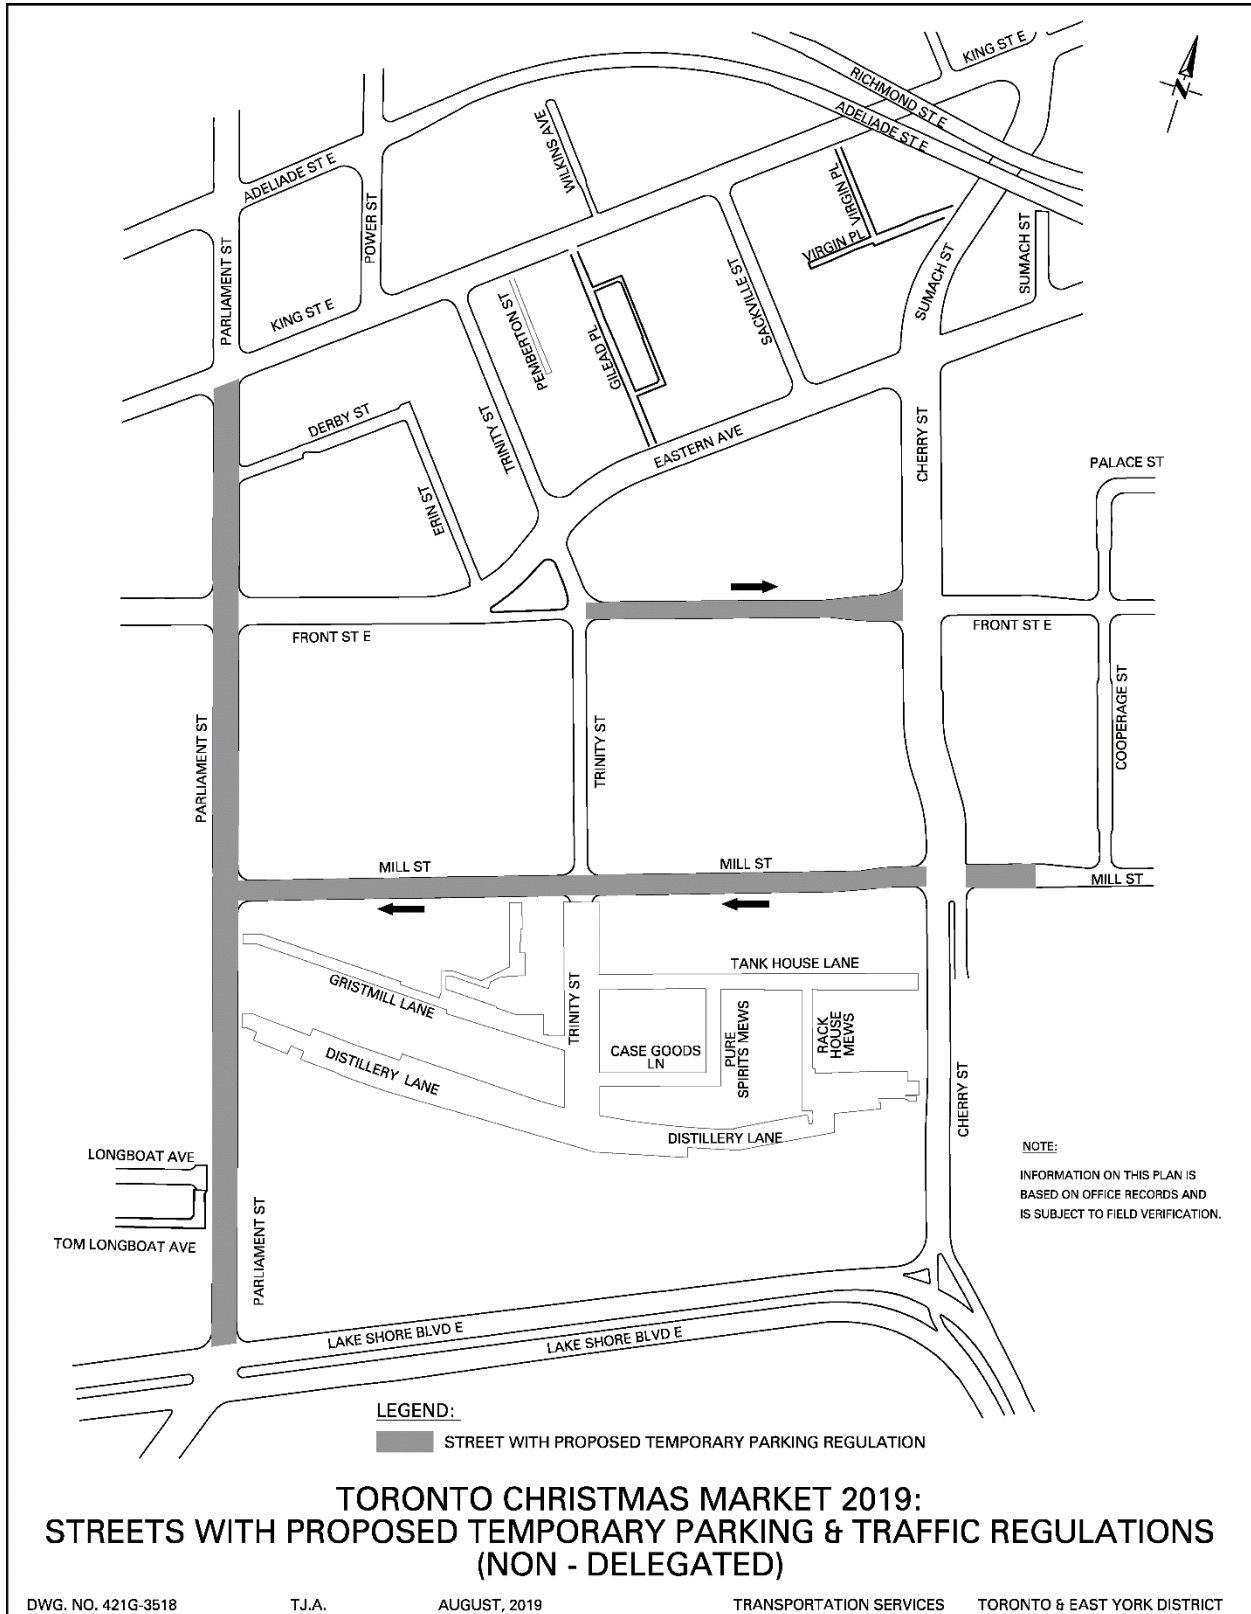 KING ST E
RICHMOND ST E
ADELIADE ST E
N
WILKINS AVE
ADELIADE ST E
POWER ST
VIRGIN PL
VIRGIN PL
PARLIAMENT ST
KING ST E
SUMACH ST
SUMACH ST
SACKVILLE ST
PEMBERTON ST
GILEAD PL
DERBY ST
TRINITY ST
EASTERN AVE
CHERRY ST
PALACE ST
ERIN ST
FRONT ST E
FRONT ST E
PARLIAMENT ST
TRINITY ST
COOPERAGE ST
MILL ST
MILL ST
MILL ST
TANK HOUSE LANE
GRISTMILL LANE
TRINITY ST
CASE GOODS
LN
PURE
SPIRITS MEWS
RACK
HOUSE
MEWS
DISTILLERY LANE
DISTILLERY LANE
CHERRY ST
LONGBOAT AVE
TOM LONGBOAT AVE
PARLIAMENT ST
NOTE:
INFORMATION ON THIS PLAN IS
BASED ON OFFICE RECORDS AND
IS SUBJECT TO FIELD VERIFICATION.
LAKE SHORE BLVD E
LAKE SHORE BLVD E
LEGEND:
STREET WITH PROPOSED TEMPORARY PARKING REGULATION
TORONTO CHRISTMAS MARKET 2019:
STREETS WITH PROPOSED TEMPORARY PARKING & TRAFFIC REGULATIONS
(NON - DELEGATED)
DWG. NO. 421G-3518 T.J.A. AUGUST, 2019 TRANSPORTATION SERVICES TORONTO & EAST YORK DISTRICT